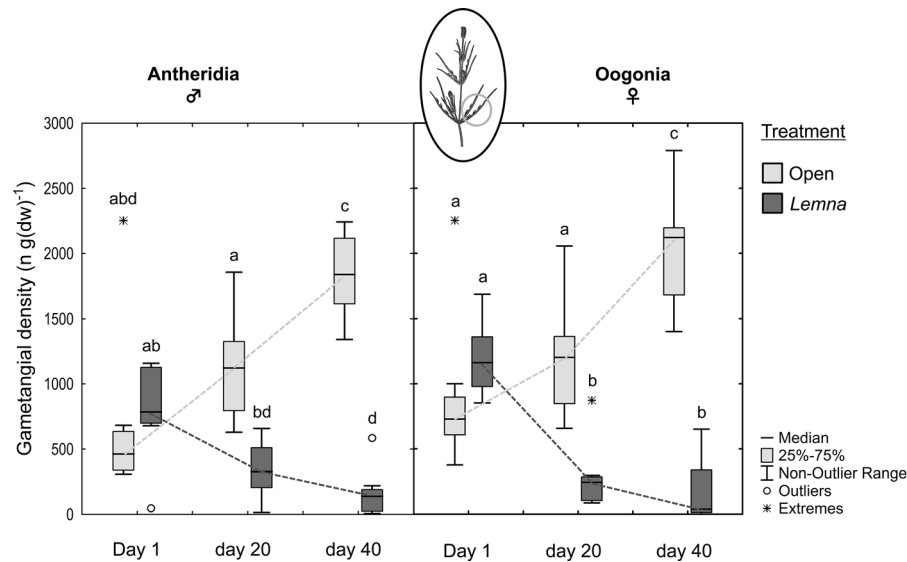 Antheridia
♂
Oogonia
♀
Treatment
Open
Lemna
Gametangial density (n g(dw)-1)
3000
2500
2000
1500
1000
500
0
abd
ab
a
bd
c
d
a
a
a
b
c
b
Day 1
day 20
day 40
Day 1
day 20
day 40
Median
25%-75%
Non-Outlier Range
Outliers
Extremes